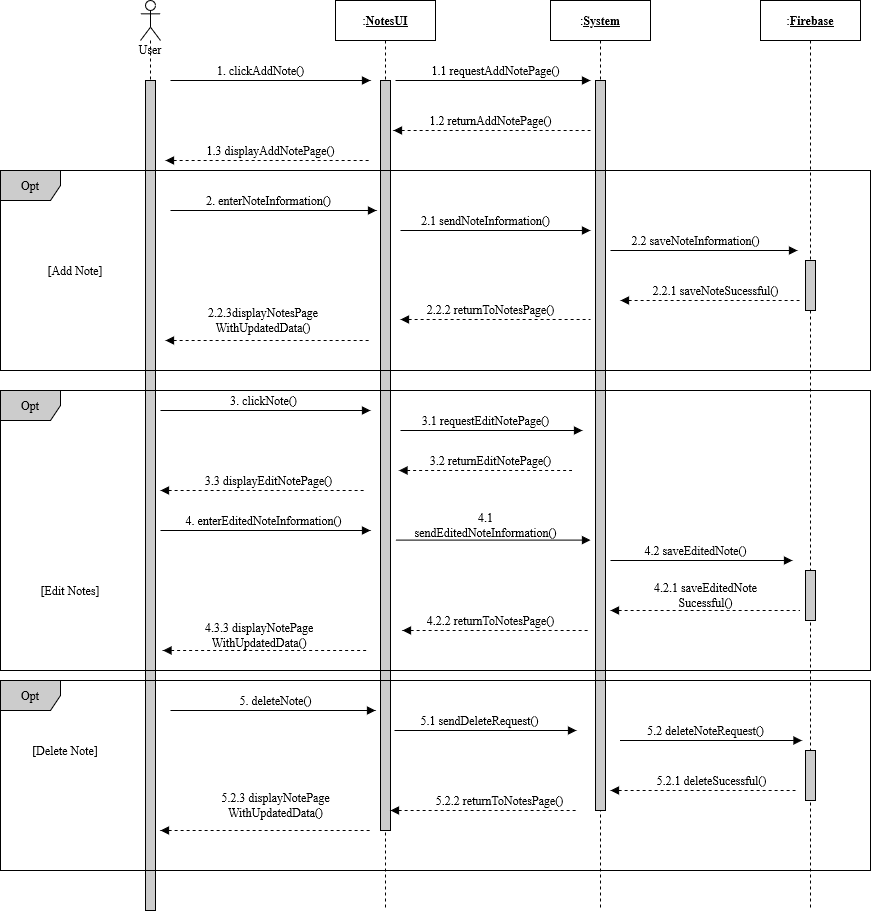 :NotesUI
:System
:Firebase
User
1. clickAddNote()
1.1 requestAddNotePage()
1.2 returnAddNotePage()
1.3 displayAddNotePage()
Opt
2. enterNoteInformation()
2.1 sendNoteInformation()
2.2 saveNoteInformation()
[Add Note]
2.2.1 saveNoteSucessful()
2.2.2 returnToNotesPage()
2.2.3displayNotesPage
WithUpdatedData()
Opt
3. clickNote()
3.1 requestEditNotePage()
3.2 returnEditNotePage()
3.3 displayEditNotePage()
4. enterEditedNoteInformation()
4.1
sendEditedNoteInformation()
4.2 saveEditedNote()
[Edit Notes]
4.2.1 saveEditedNote
Sucessful()
4.2.2 returnToNotesPage()
4.3.3 displayNotePage
WithUpdatedData()
Opt
5. deleteNote()
5.1 sendDeleteRequest()
5.2 deleteNoteRequest()
[Delete Note]
5.2.1 deleteSucessful()
5.2.2 returnToNotesPage()
5.2.3 displayNotePage
WithUpdatedData()